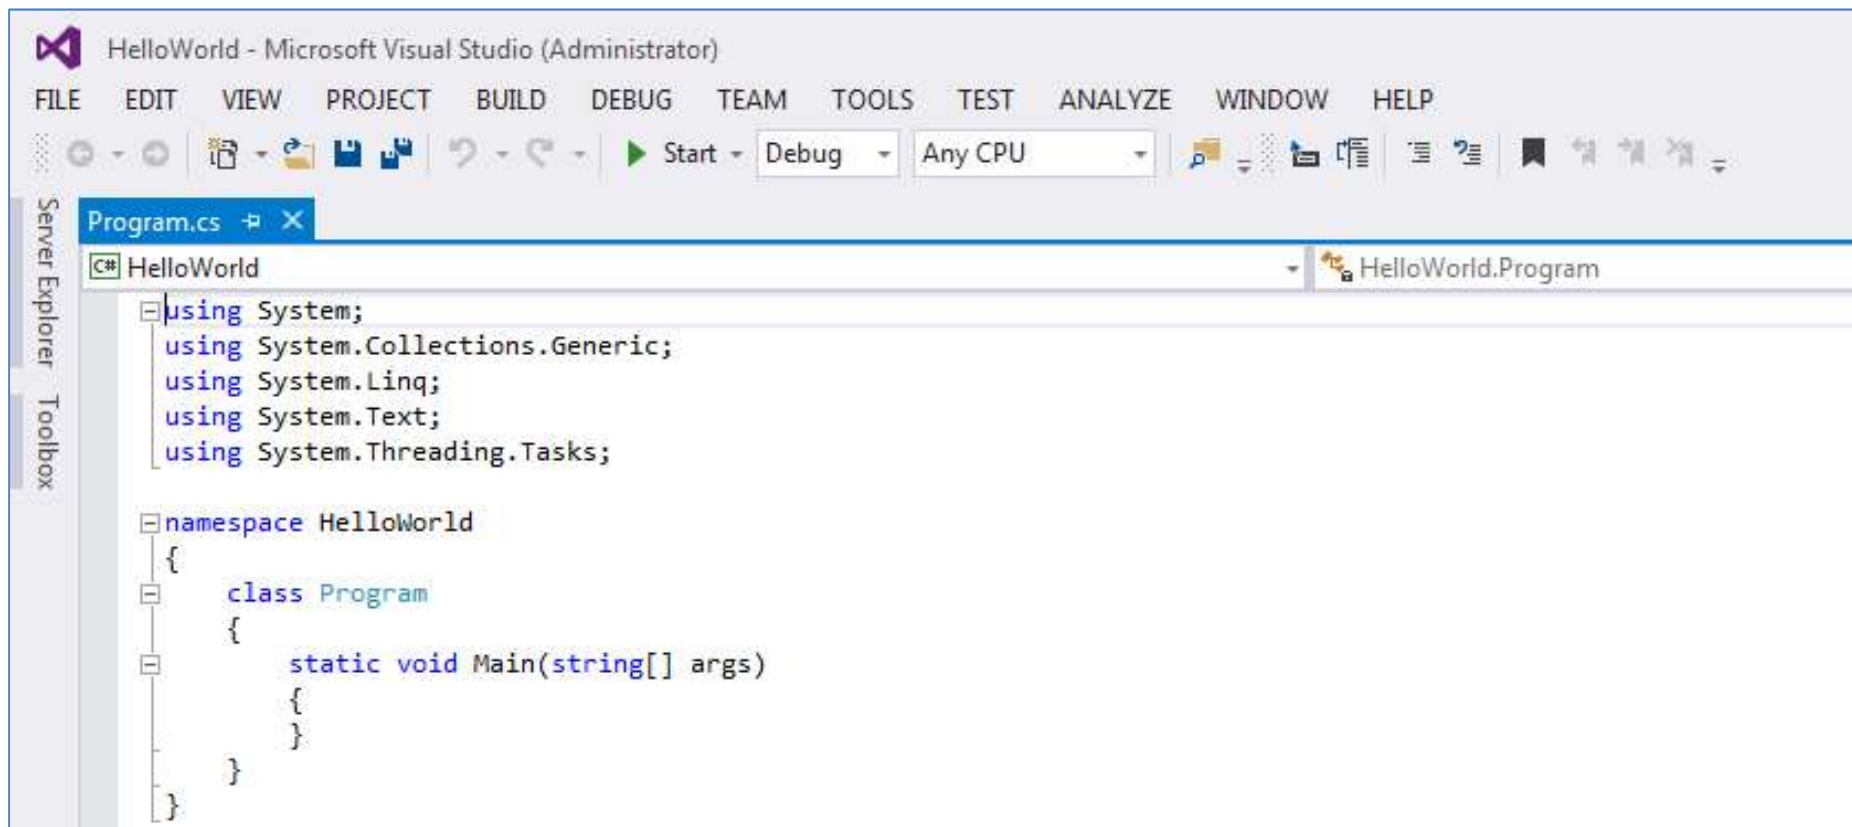 HelloWorld - Microsoft Visual Studio (Administrator)
FILE EDIT VIEW PROJECT BUILD DEBUG TEAM TOOLS TEST ANALYZE WINDOW HELP
Start Debug Any CPU
Server Explorer
Toolbox
Program.cs
C# HelloWorld HelloWorld.Program
using System;
using System.Collections.Generic;
using System.Linq;
using System.Text;
using System.Threading.Tasks;
namespace HelloWorld
{
class Program
{
static void Main(string[] args)
{
}
}
}